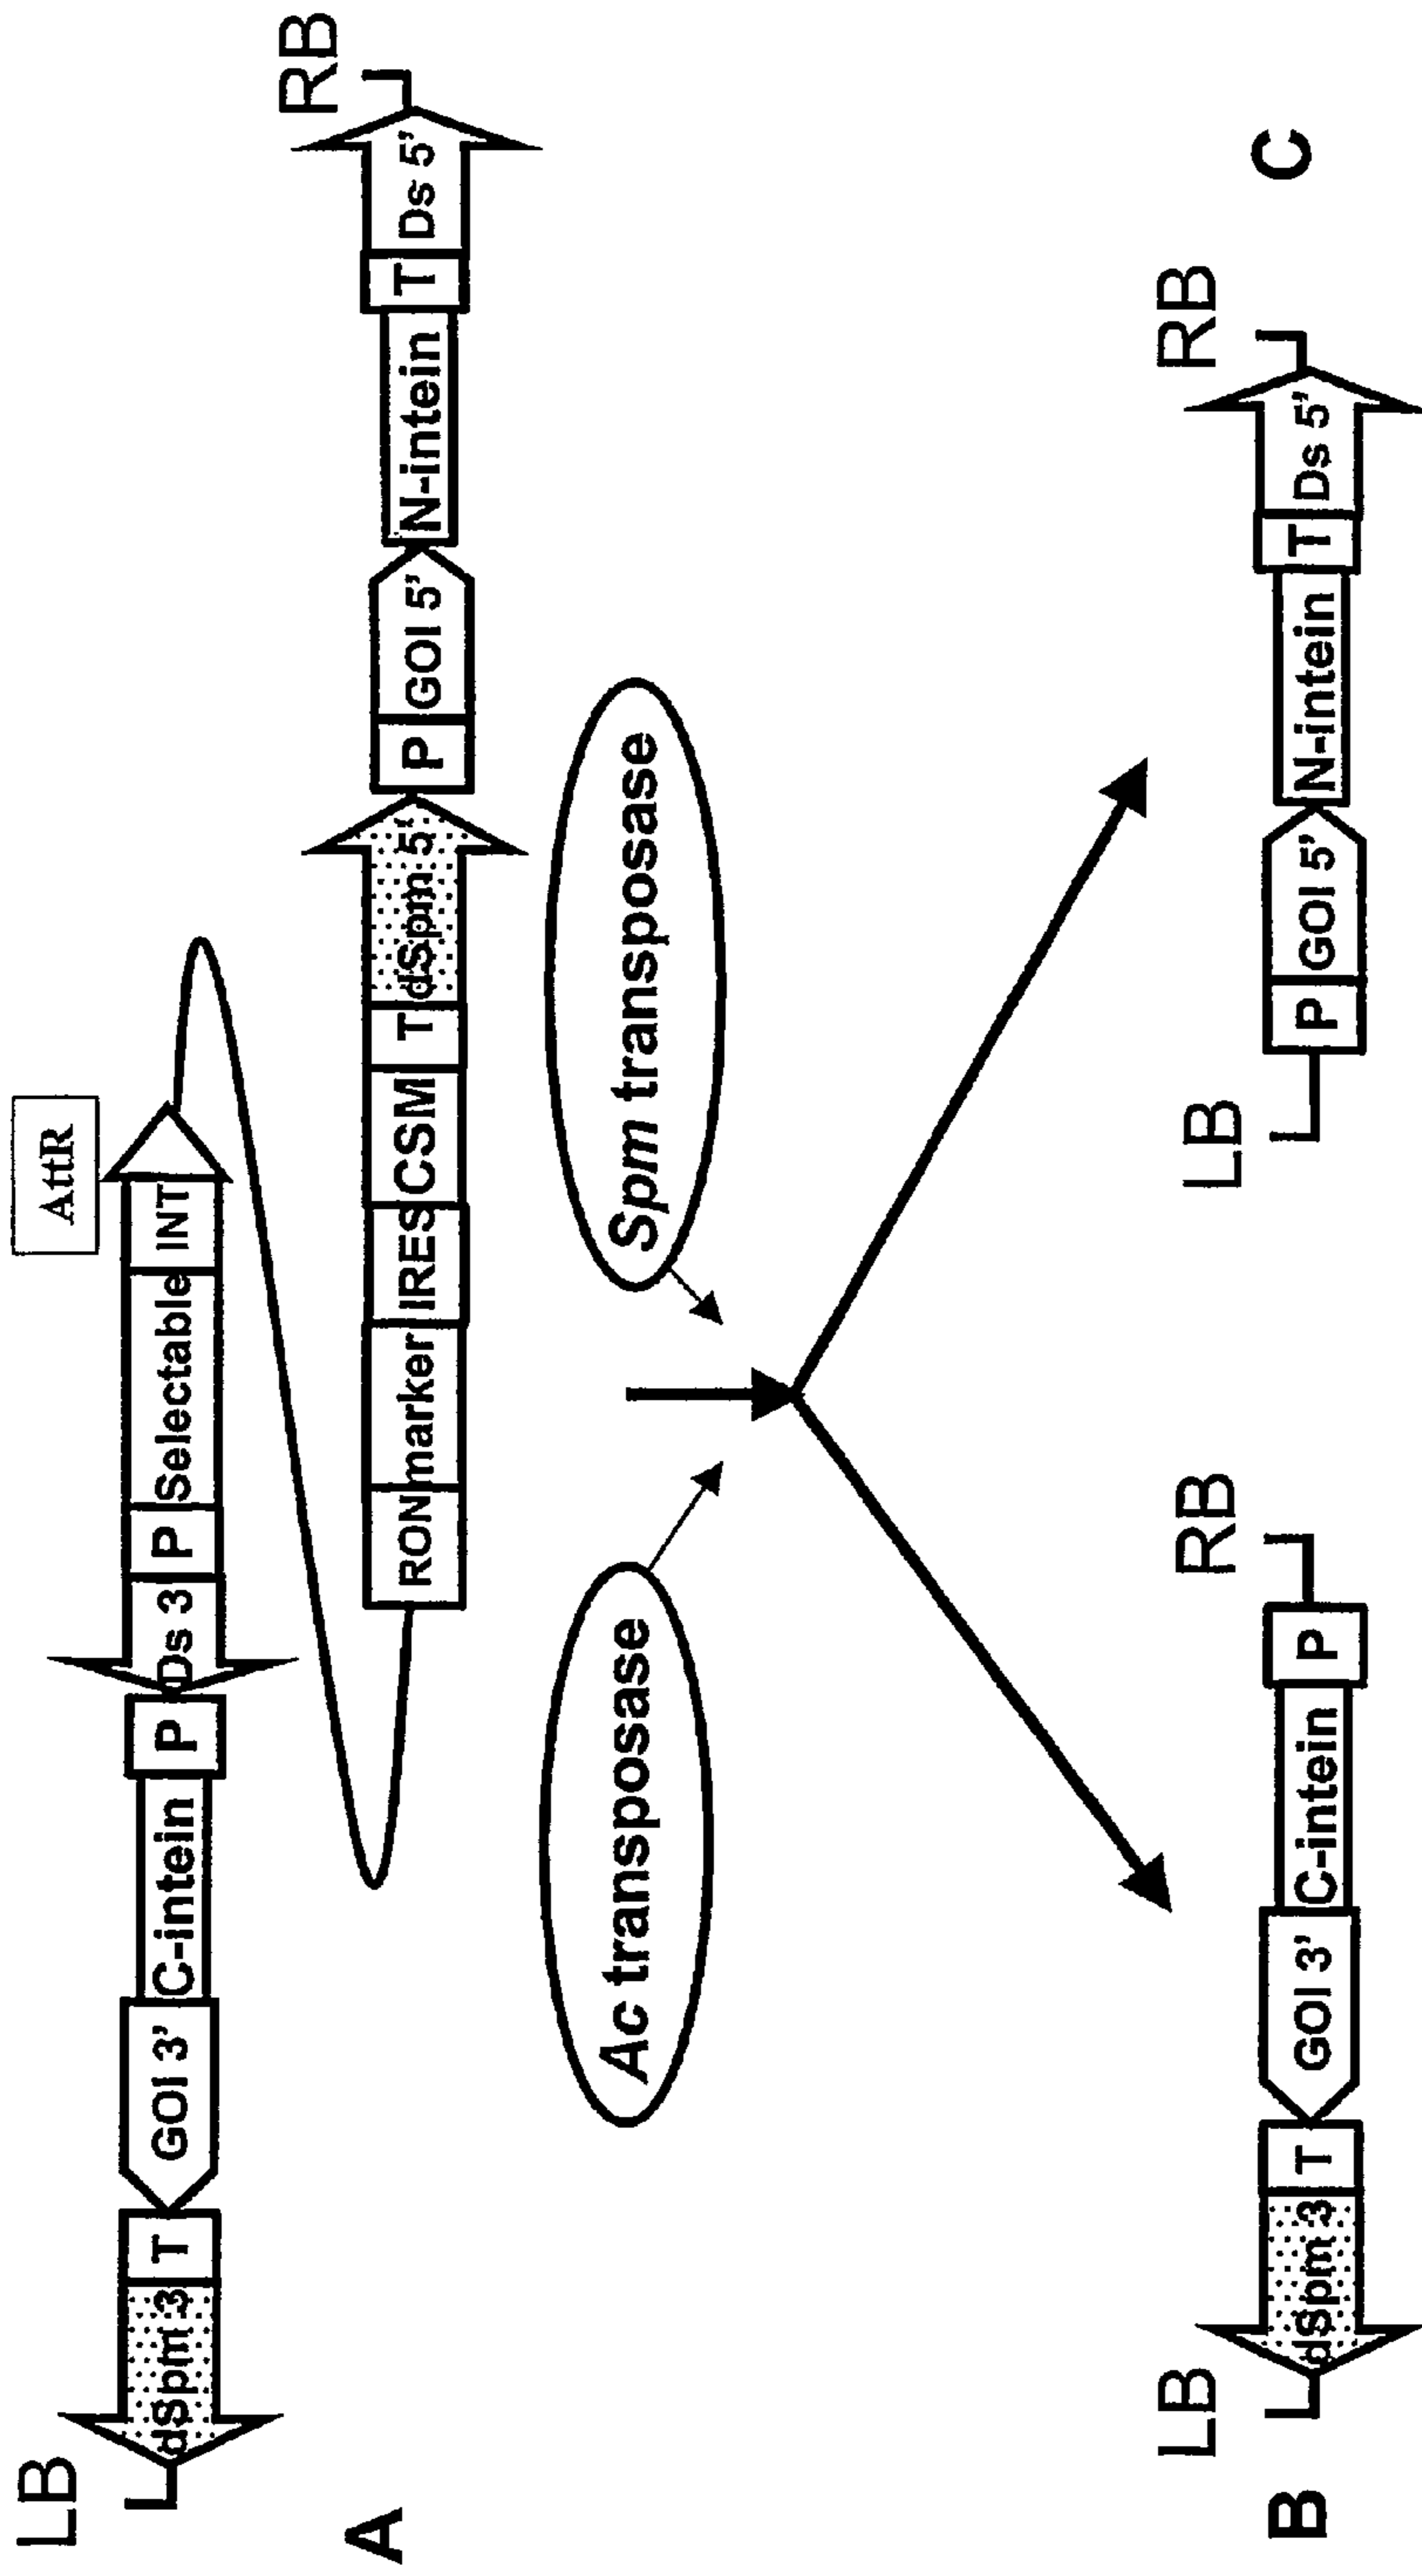 LB
dSpm 3
T
GOI 3'
C-intein
P
Ds 3
P
Selectable
INT
AttR
A
RON
marker
IRES
CSM
T
dSpm 5'
P
GOI 5'
N-intein
T
Ds 5'
RB
Ac transposase
Spm transposase
B
LB
dSpm 3
T
GOI 3'
C-intein
P
RB
LB
P
GOI 5'
N-intein
T
Ds 5'
RB
C